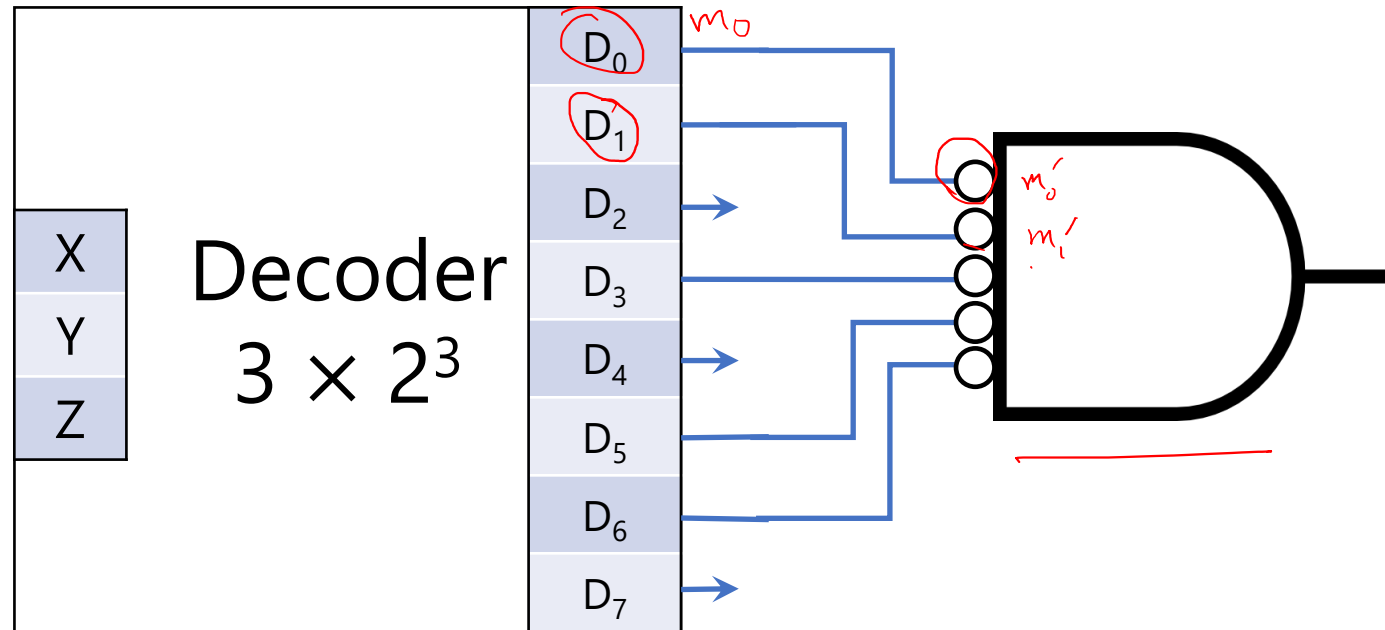 X
Y
Z
Decoder
3 × 2³
D₀
D₁
D₂
D₃
D₄
D₅
D₆
D₇
m₀
m₀′
m₁′